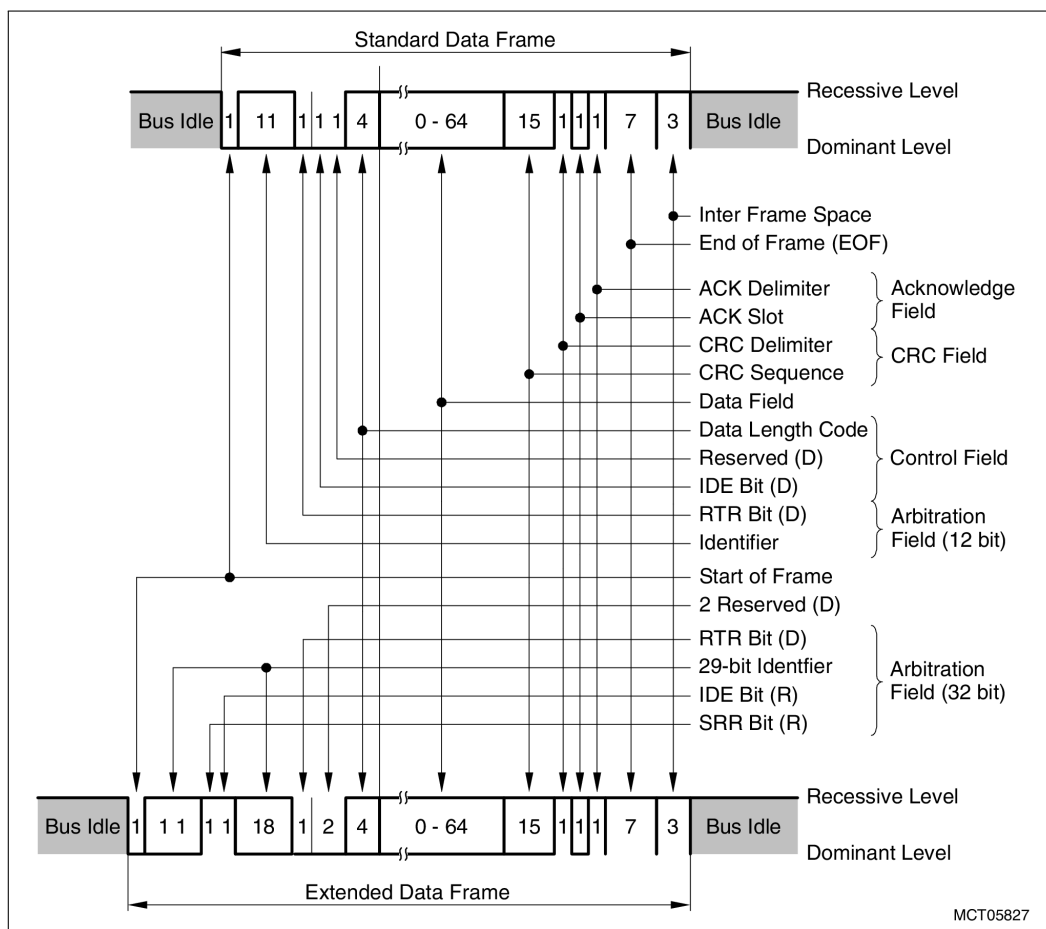 Standard Data Frame
Recessive Level
Bus Idle 1 11 1 1 1 4 0 - 64 15 1 1 1 7 3 Bus Idle
Dominant Level
Inter Frame Space
End of Frame (EOF)
ACK Delimiter
ACK Slot
Acknowledge
Field
CRC Delimiter
CRC Sequence
CRC Field
Data Field
Data Length Code
Reserved (D)
IDE Bit (D)
Control Field
RTR Bit (D)
Identifier
Arbitration
Field (12 bit)
Start of Frame
2 Reserved (D)
RTR Bit (D)
29-bit Identfier
IDE Bit (R)
SRR Bit (R)
Arbitration
Field (32 bit)
Recessive Level
Bus Idle 1 1 1 1 1 18 1 2 4 0 - 64 15 1 1 1 7 3 Bus Idle
Dominant Level
Extended Data Frame
MCT05827